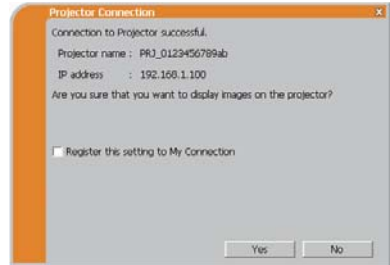 Projector Connection
Connection to Projector successful.
Projector name : PRJ_0123456789ab
IP address : 192.168.1.100
Are you sure that you want to display images on the projector?
Register this setting to My Connection
Yes No